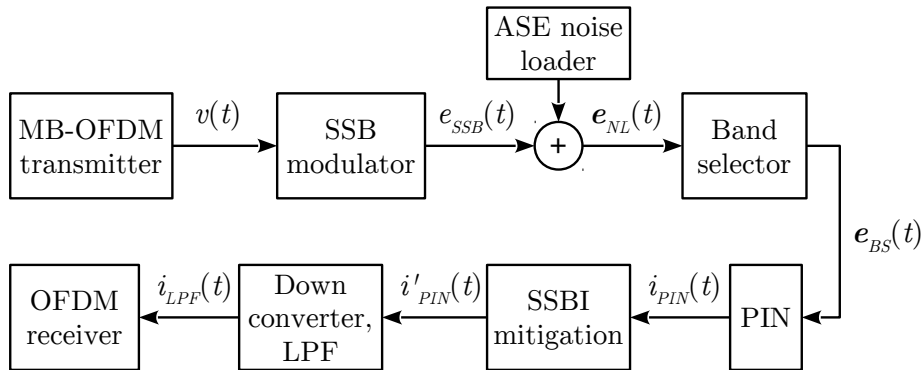 ASE noise
loader
MB-OFDM
transmitter
v(t)
SSB
modulator
e_SSB(t)
+
e_NL(t)
Band
selector
e_BS(t)
OFDM
receiver
i_LPF(t)
Down
converter,
LPF
i'_PIN(t)
SSBI
mitigation
i_PIN(t)
PIN